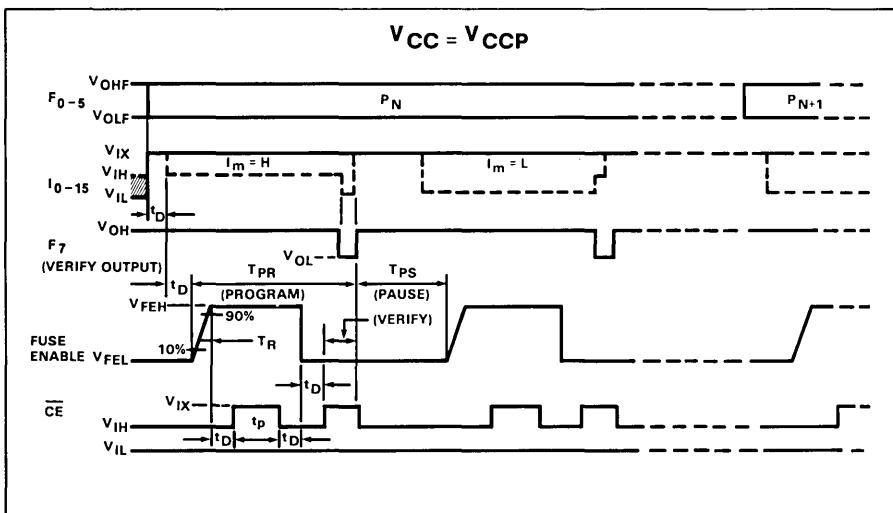 VCC = VCCP
F0-5
VOHF
VOLF
PN
PN+1
VIX
Im = H
Im = L
I0-15
VIH
VIL
tD
VOH
F7
(VERIFY OUTPUT)
VOL
tD
TPR
(PROGRAM)
TPS
(PAUSE)
(VERIFY)
VFEH
90%
FUSE
ENABLE
10%
TR
VFEL
tD
CE
VIX
tp
VIH
tD
tD
VIL